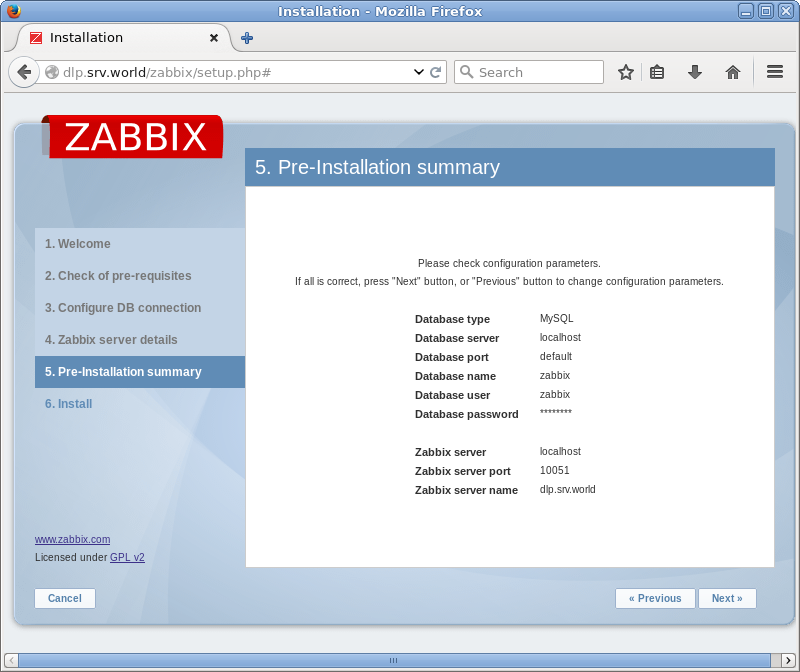 Installation - Mozilla Firefox
Installation
dlp.srv.world/zabbix/setup.php#
Search
ZABBIX
5. Pre-Installation summary
1. Welcome
2. Check of pre-requisites
3. Configure DB connection
4. Zabbix server details
5. Pre-Installation summary
6. Install
Please check configuration parameters.
If all is correct, press "Next" button, or "Previous" button to change configuration parameters.
Database type MySQL
Database server localhost
Database port default
Database name zabbix
Database user zabbix
Database password ********
Zabbix server localhost
Zabbix server port 10051
Zabbix server name dlp.srv.world
www.zabbix.com
Licensed under GPL v2
Cancel
« Previous
Next »